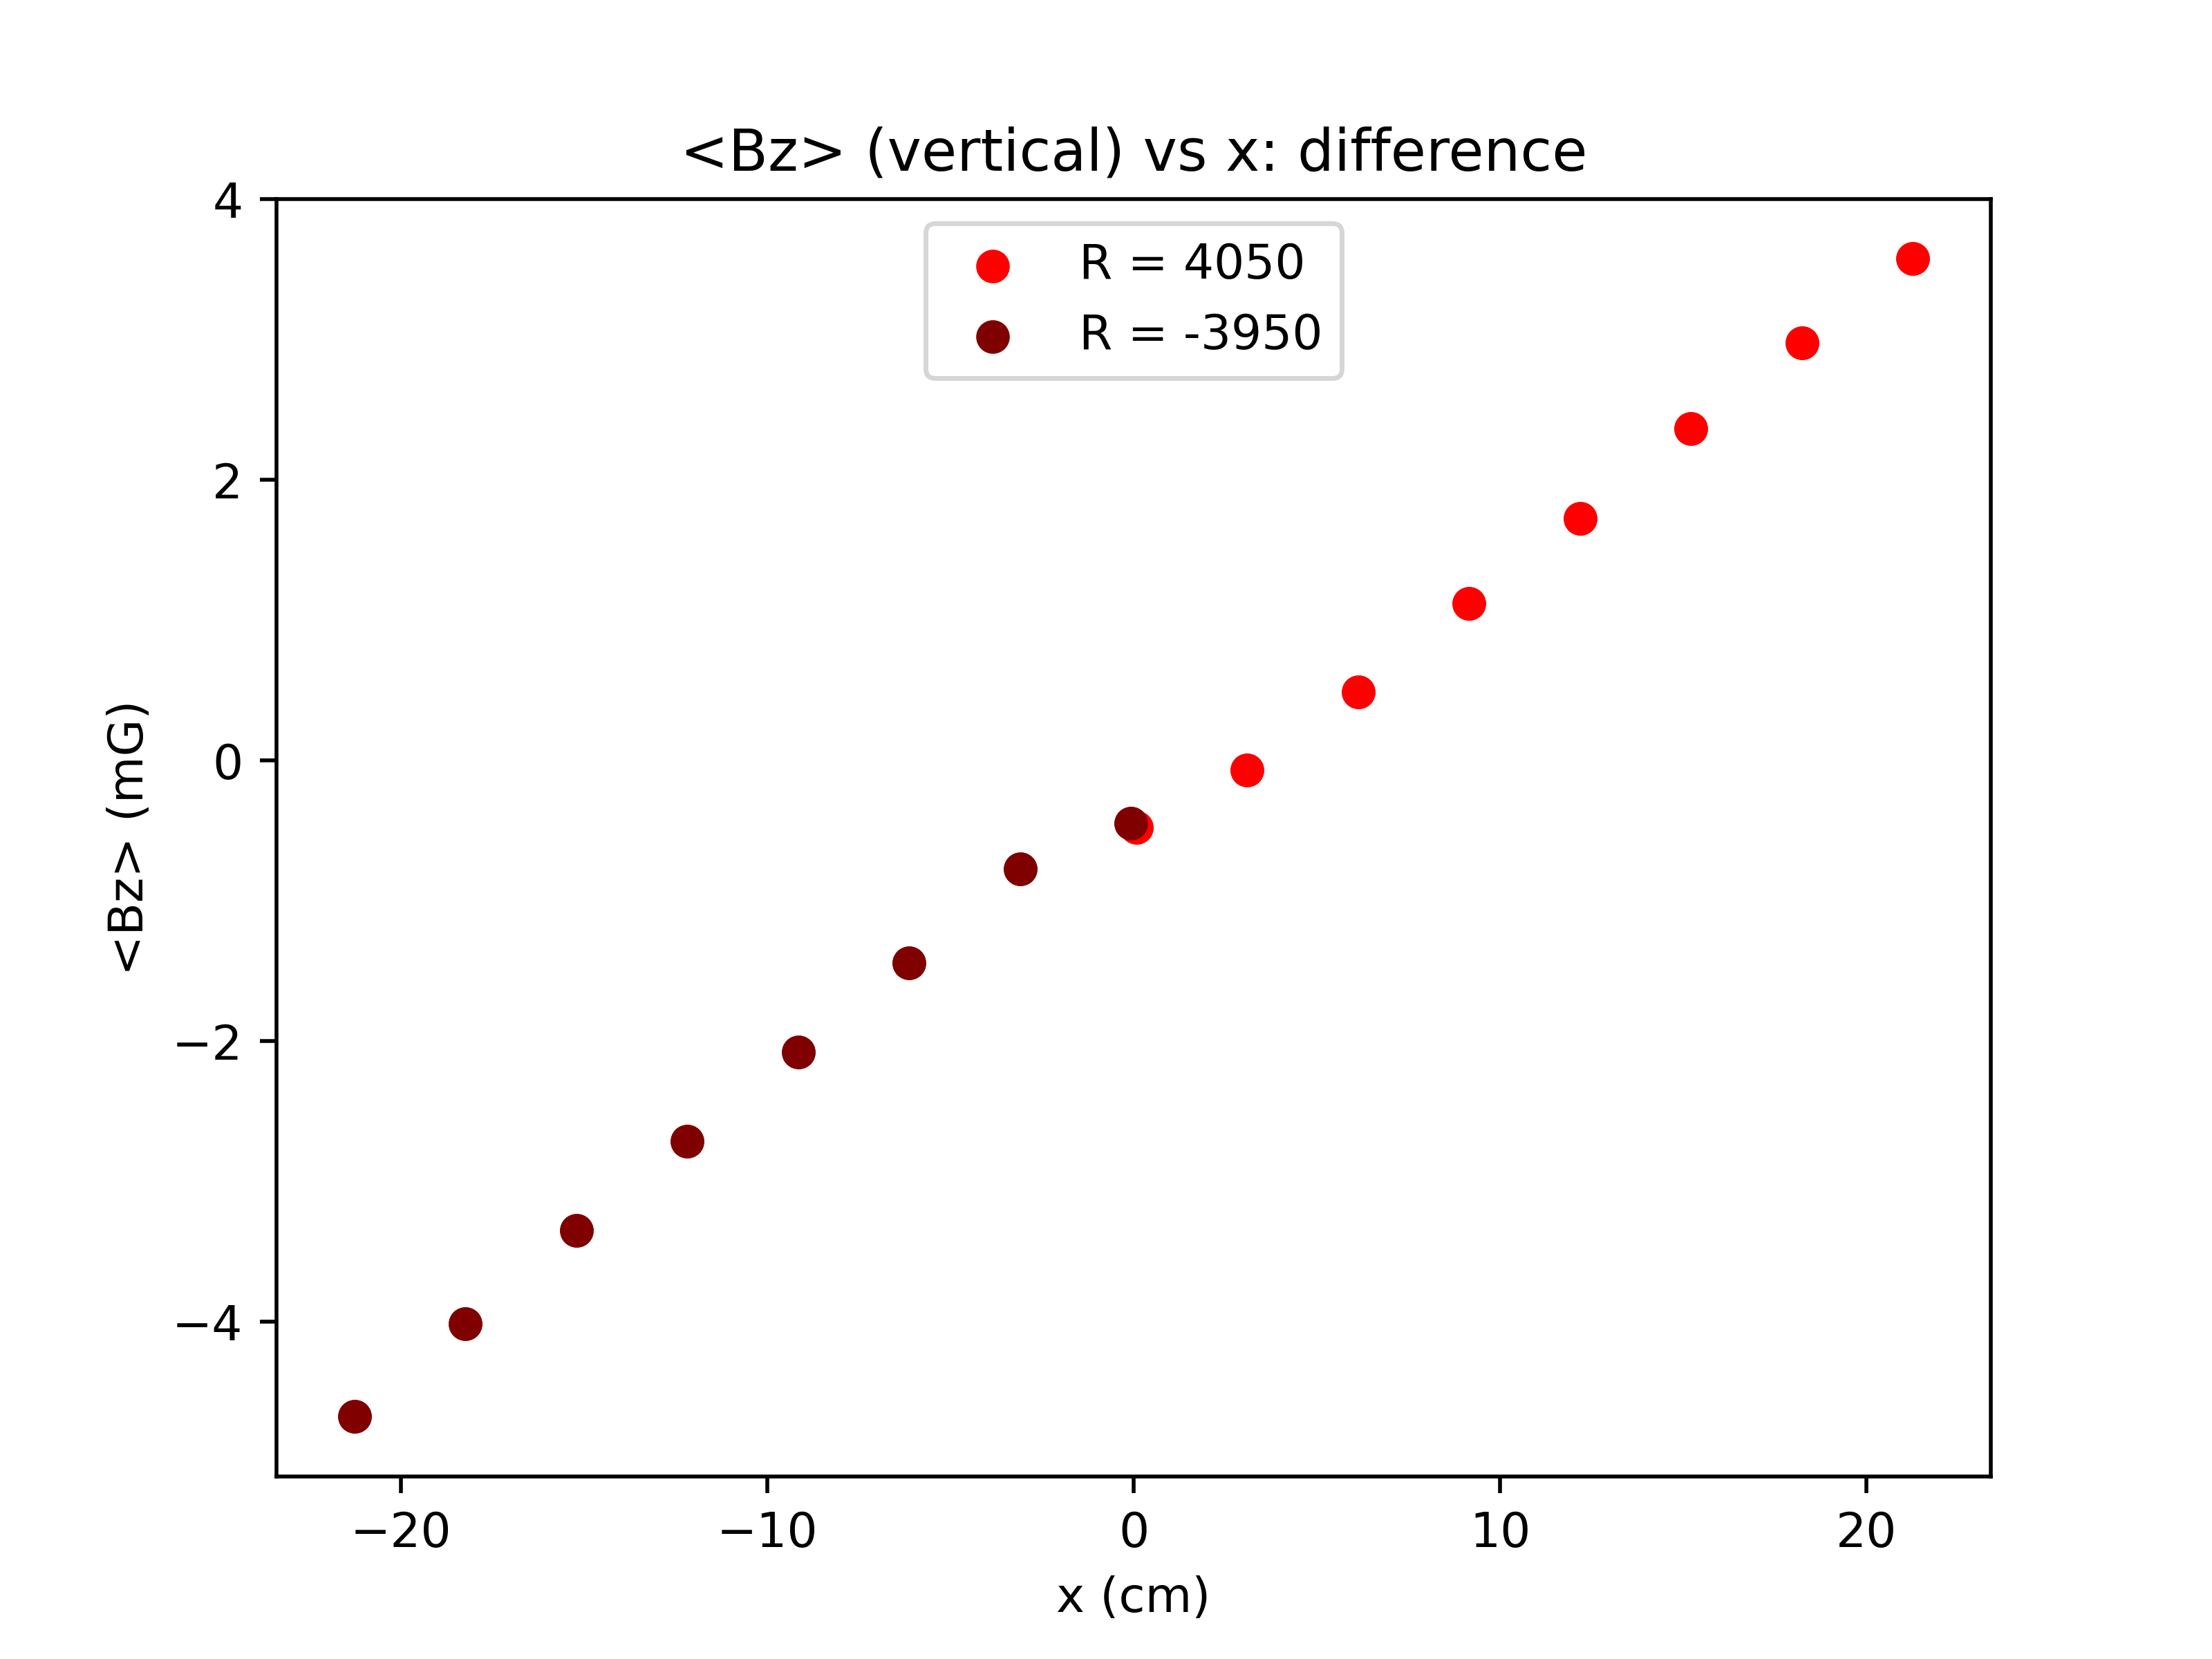 <Bz> (vertical) vs x: difference
R = 4050
R = -3950
4
2
0
−2
−4
<Bz> (mG)
−20
−10
0
10
20
x (cm)